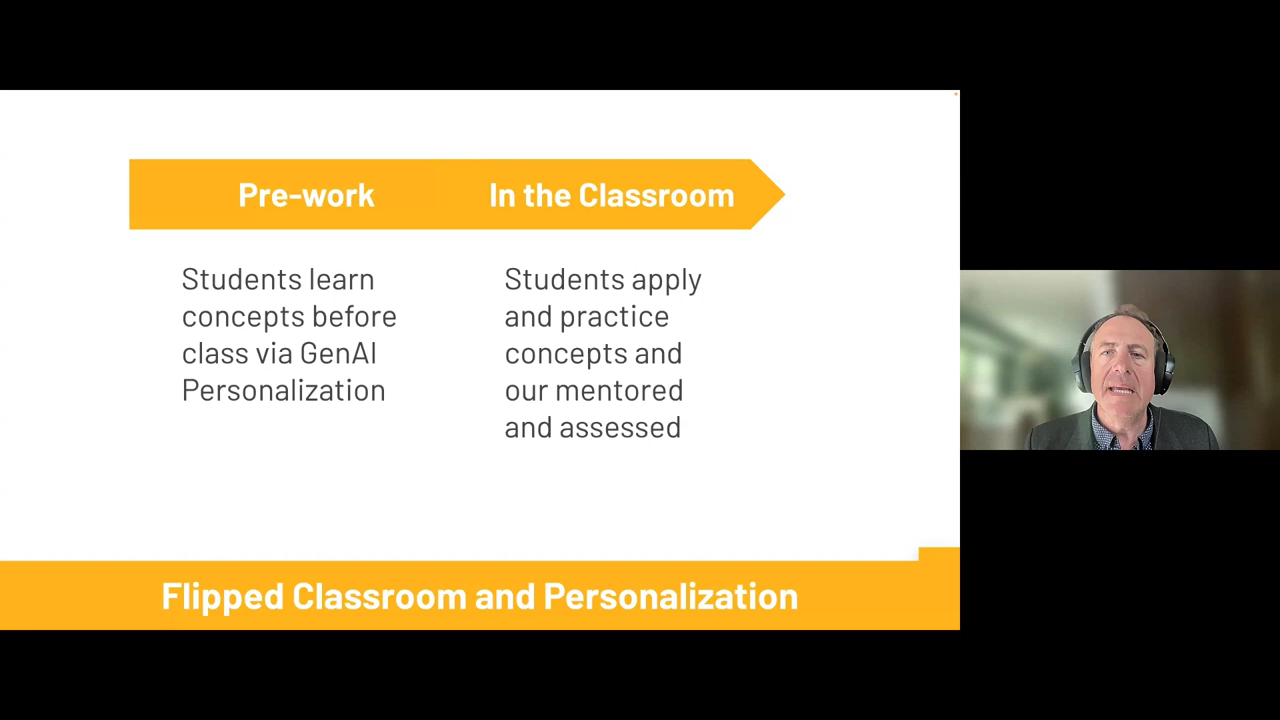 Pre-work
In the Classroom
Students learn
concepts before
class via GenAI
Personalization
Students apply
and practice
concepts and
our mentored
and assessed
Flipped Classroom and Personalization